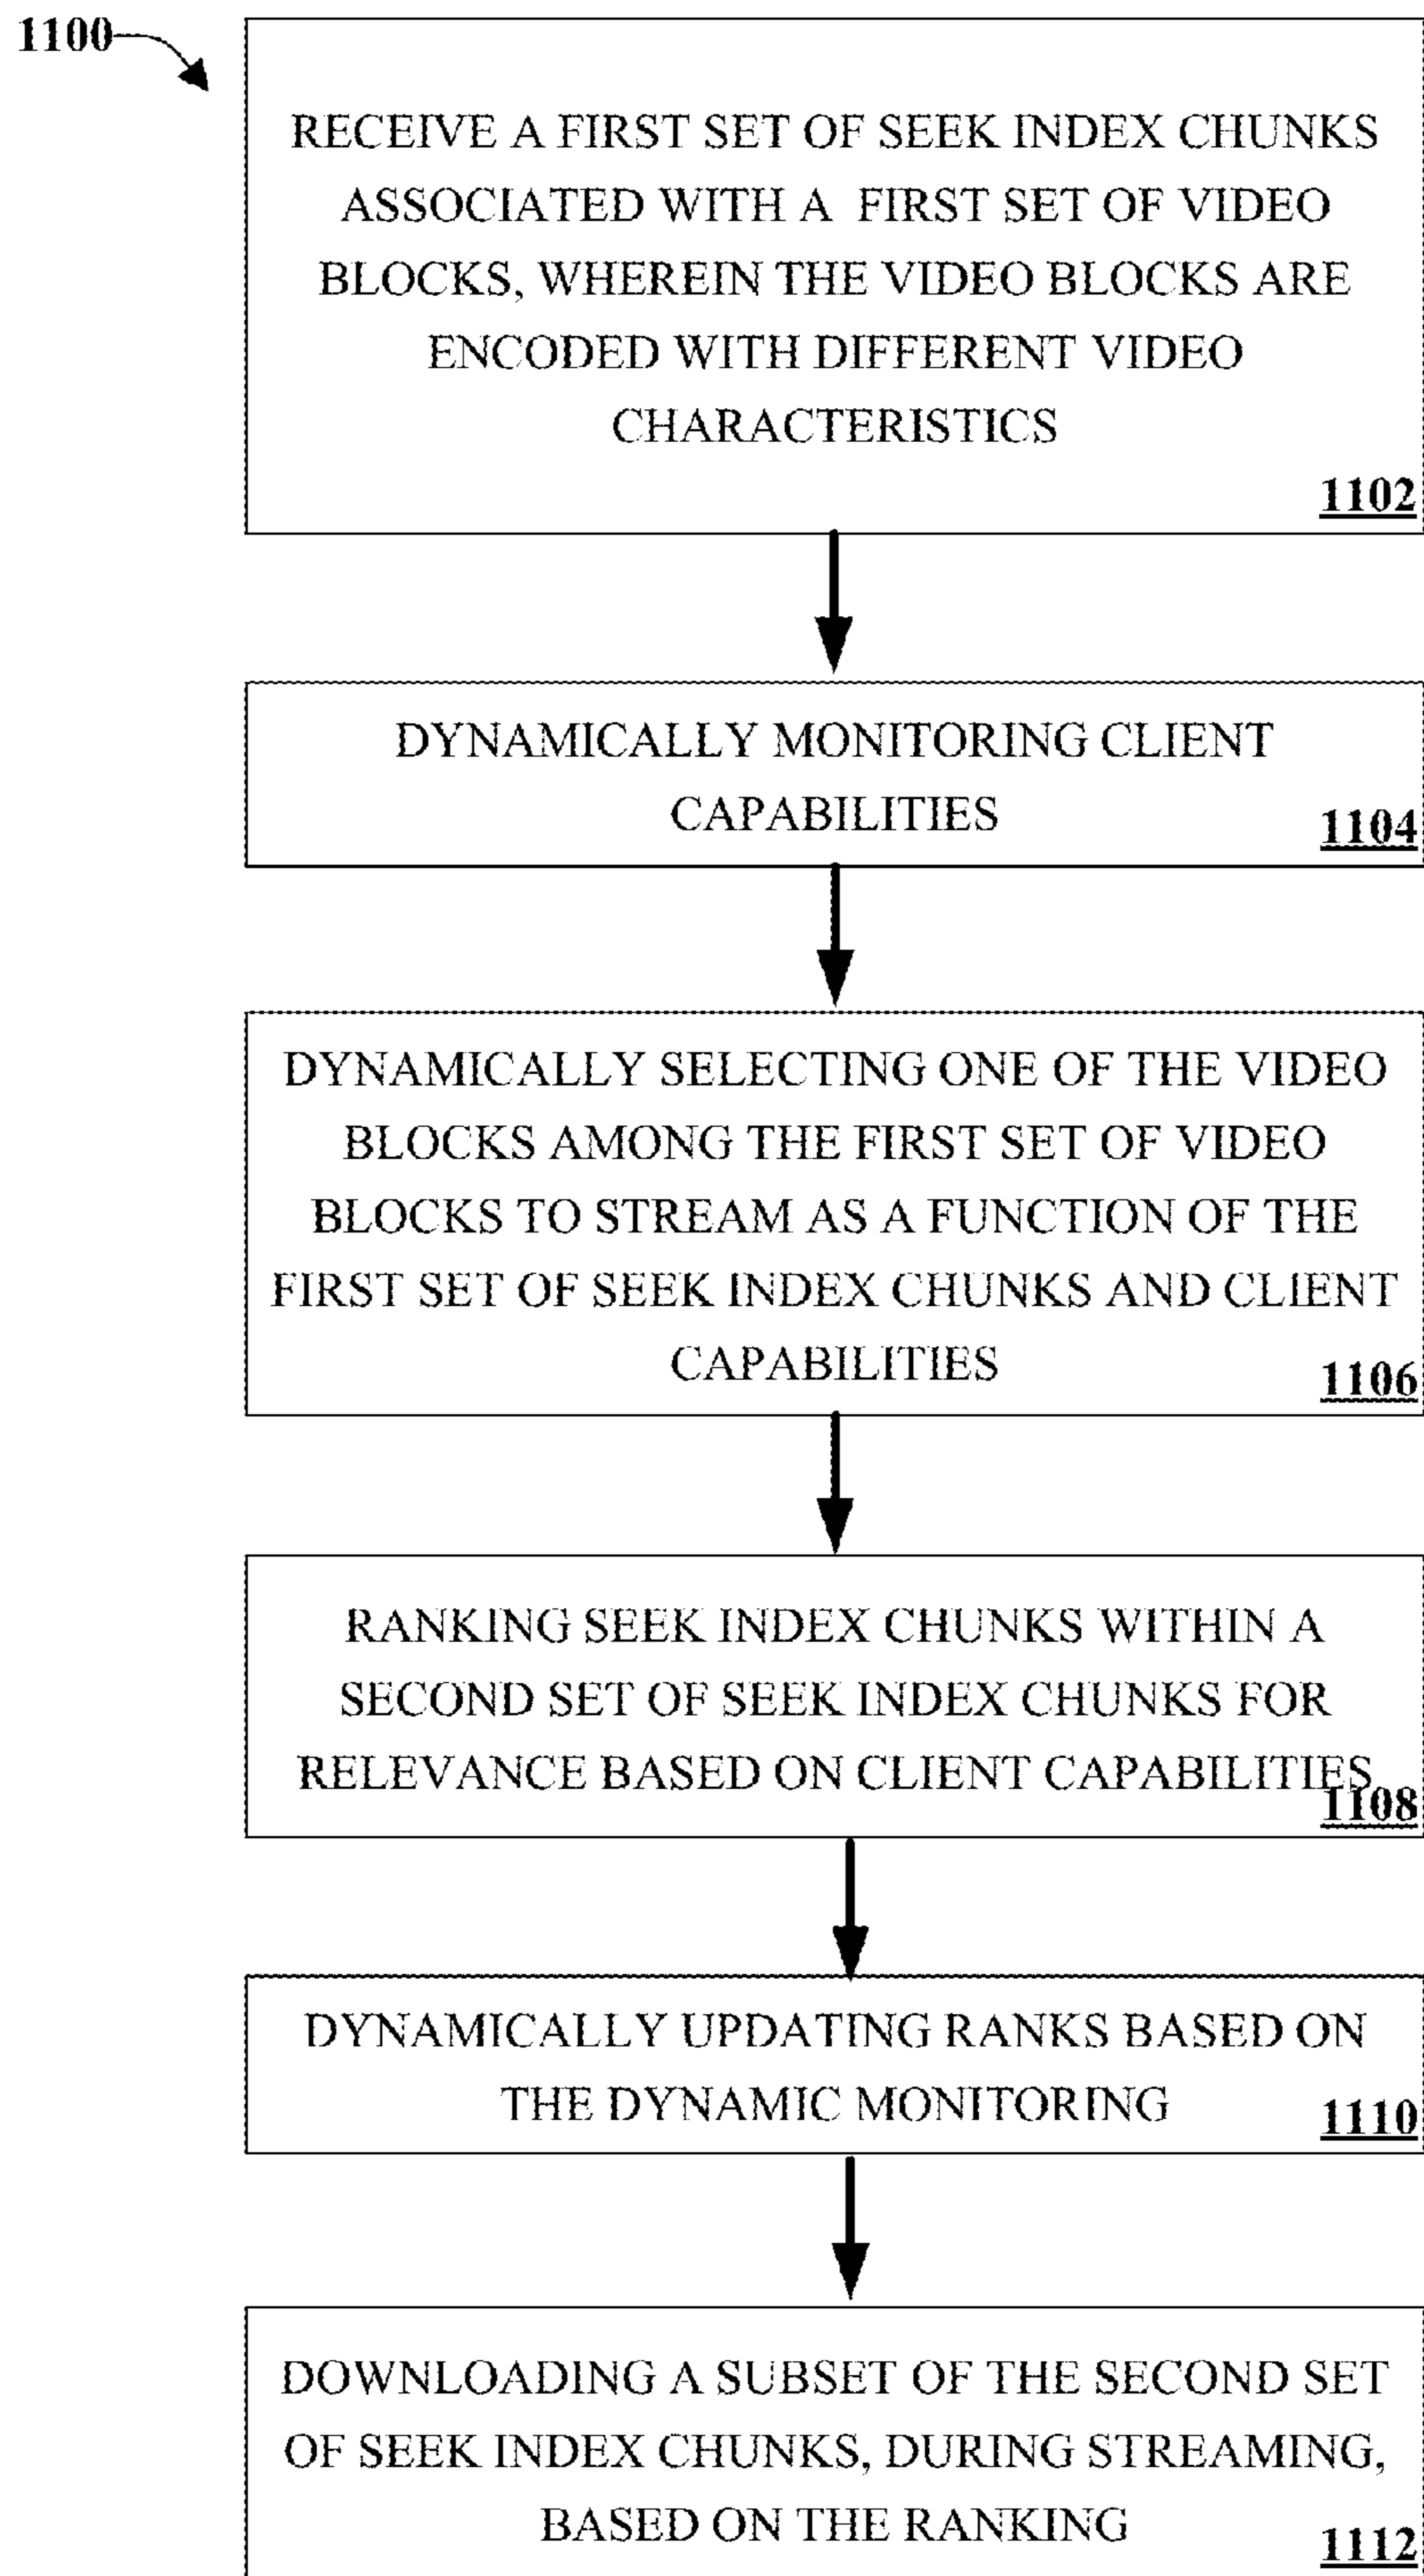 1100
RECEIVE A FIRST SET OF SEEK INDEX CHUNKS
ASSOCIATED WITH A FIRST SET OF VIDEO
BLOCKS, WHEREIN THE VIDEO BLOCKS ARE
ENCODED WITH DIFFERENT VIDEO
CHARACTERISTICS
1102
DYNAMICALLY MONITORING CLIENT
CAPABILITIES
1104
DYNAMICALLY SELECTING ONE OF THE VIDEO
BLOCKS AMONG THE FIRST SET OF VIDEO
BLOCKS TO STREAM AS A FUNCTION OF THE
FIRST SET OF SEEK INDEX CHUNKS AND CLIENT
CAPABILITIES
1106
RANKING SEEK INDEX CHUNKS WITHIN A
SECOND SET OF SEEK INDEX CHUNKS FOR
RELEVANCE BASED ON CLIENT CAPABILITIES
1108
DYNAMICALLY UPDATING RANKS BASED ON
THE DYNAMIC MONITORING
1110
DOWNLOADING A SUBSET OF THE SECOND SET
OF SEEK INDEX CHUNKS, DURING STREAMING,
BASED ON THE RANKING
1112